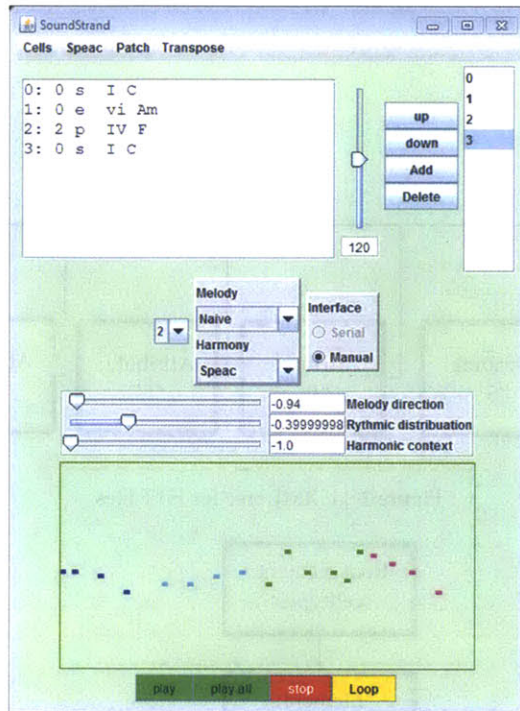 SoundStrand
Cells Speac Patch Transpose
0: 0 s I C
1: 0 e vi Am
2: 2 p IV F
3: 0 s I C
120
up
down
Add
Delete
0
1
2
3
2
Melody
Naive
Harmony
Speac
Interface
Serial
Manual
-0.94 Melody direction
-0.39999998 Rythmic distribuation
-1.0 Harmonic context
play play all stop Loop